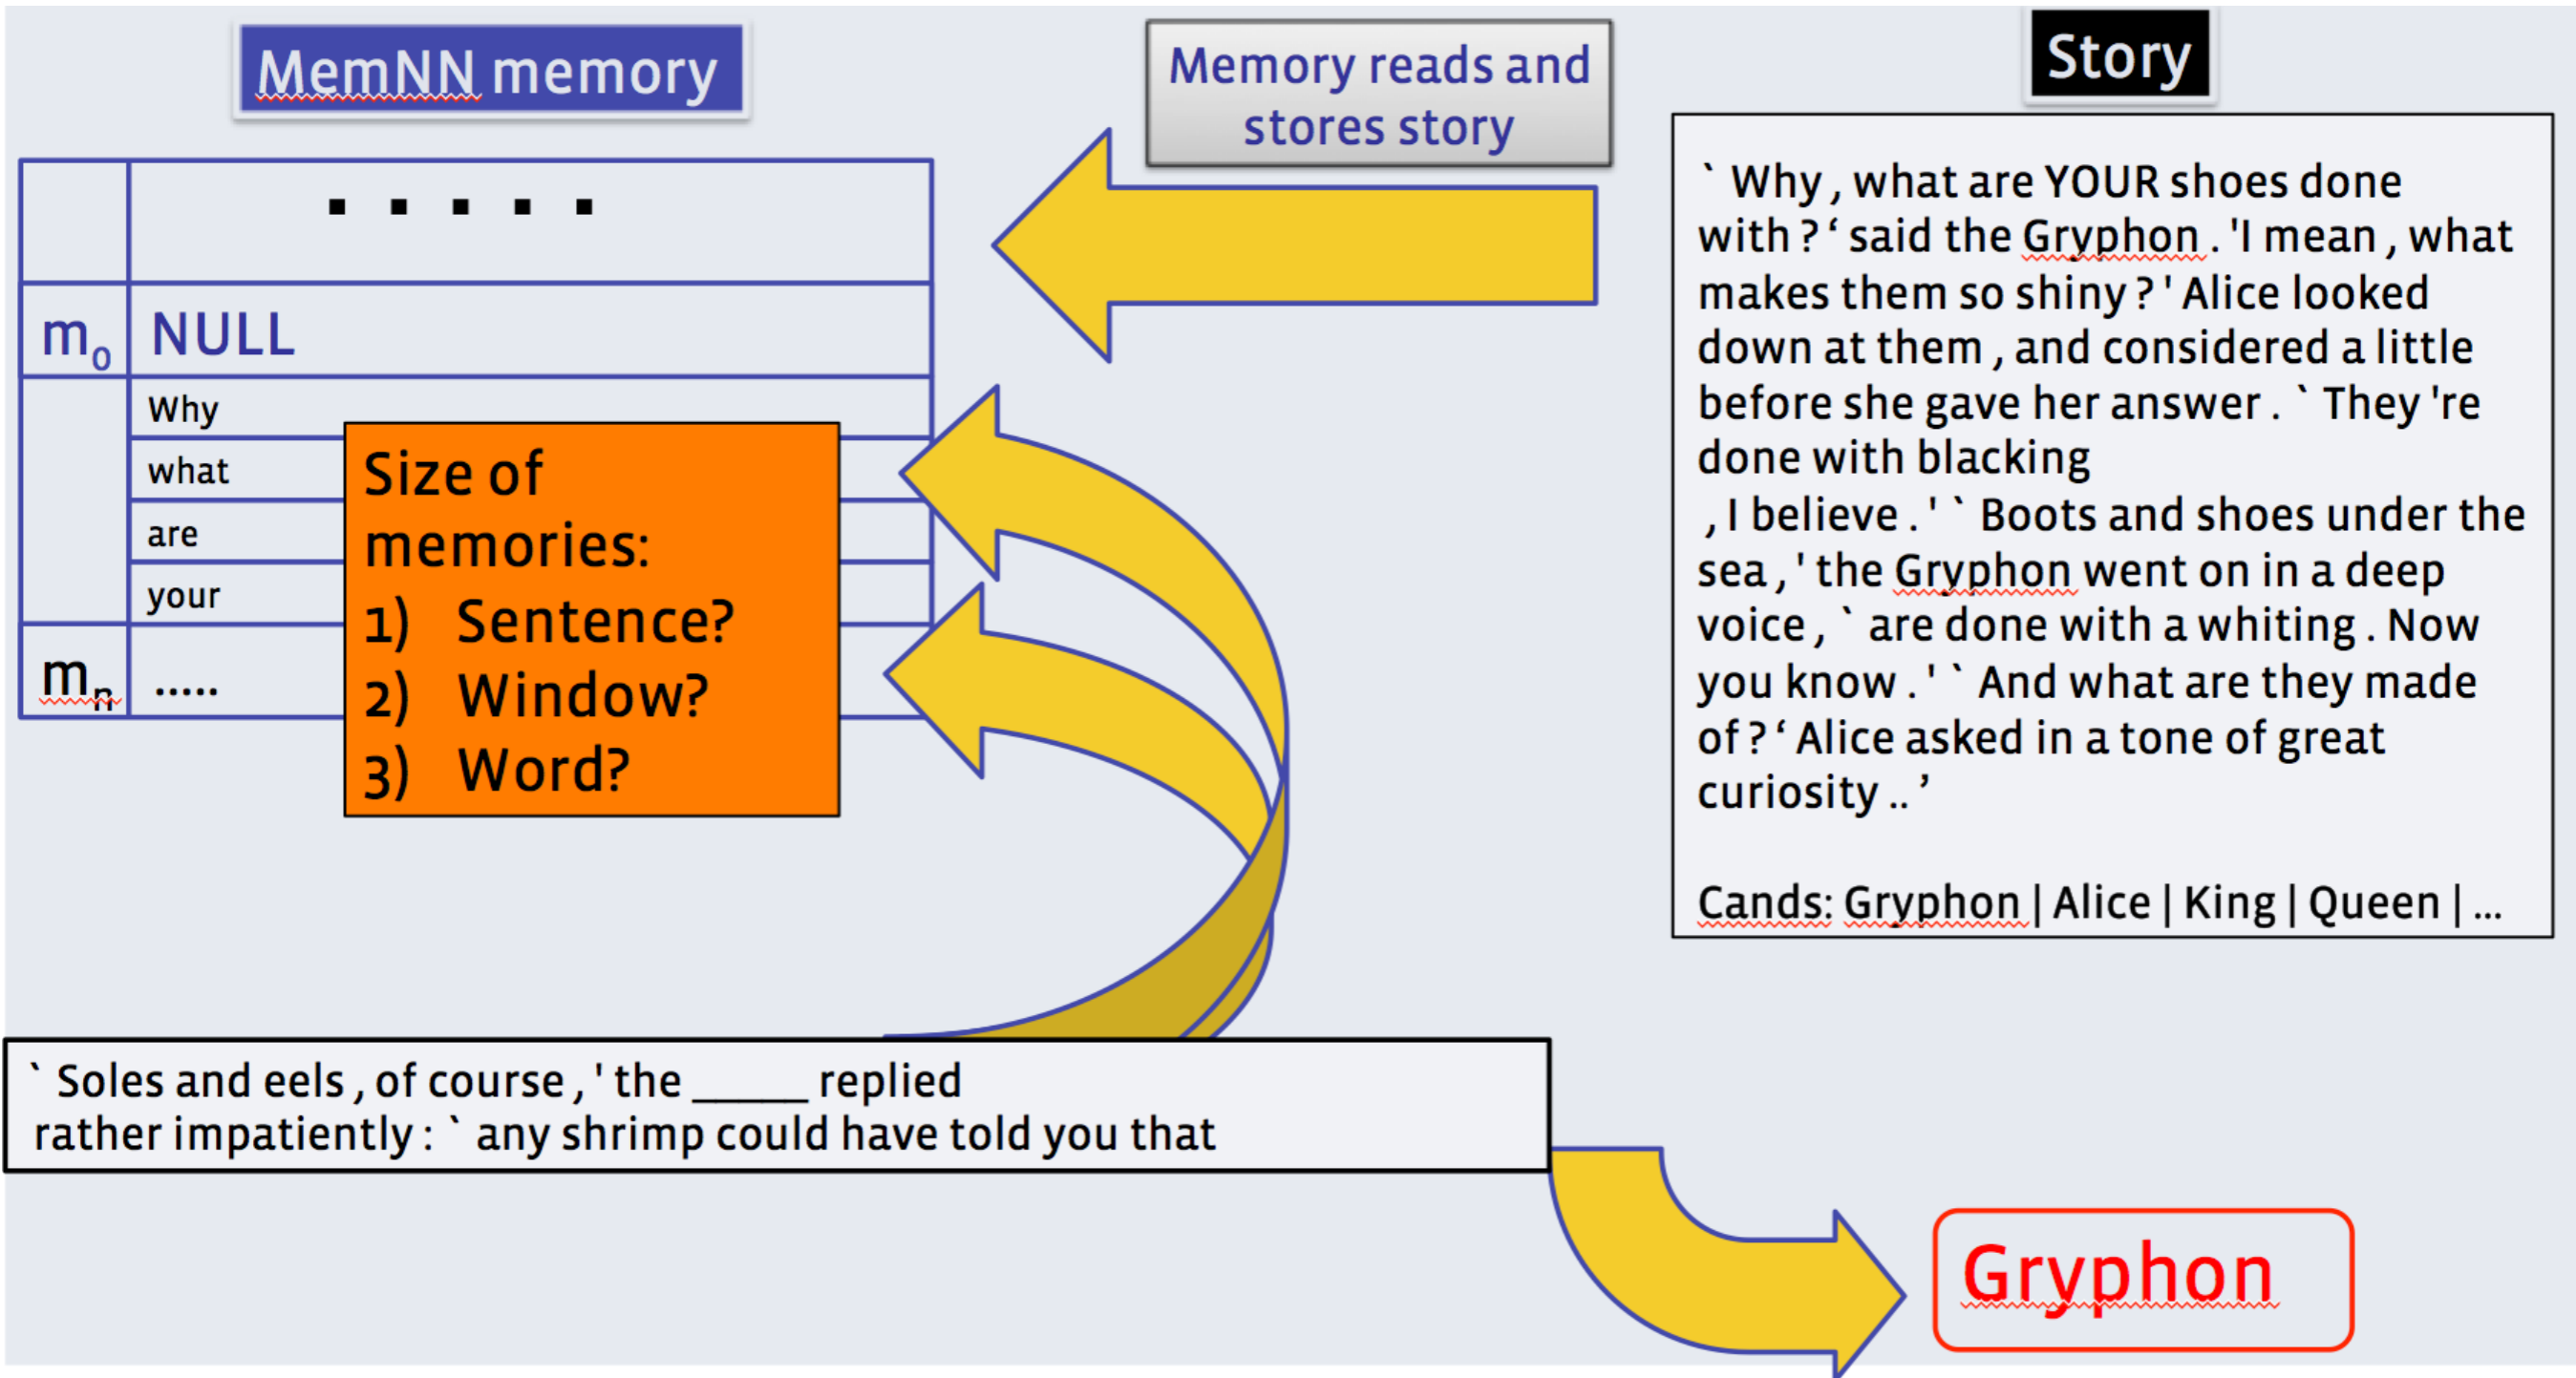 MemNN memory
Memory reads and
stores story
Story
. . . . .
m0 NULL
Why
what
are
your
mn .....
Size of
memories:
1) Sentence?
2) Window?
3) Word?
` Why , what are YOUR shoes done
with ? ‘ said the Gryphon . 'I mean , what
makes them so shiny ? ' Alice looked
down at them , and considered a little
before she gave her answer . ` They 're
done with blacking
, I believe . ' ` Boots and shoes under the
sea , ' the Gryphon went on in a deep
voice , ` are done with a whiting . Now
you know . ' ` And what are they made
of ? ‘ Alice asked in a tone of great
curiosity .. ’
Cands: Gryphon | Alice | King | Queen | ...
` Soles and eels , of course , ' the _____ replied
rather impatiently : ` any shrimp could have told you that
Gryphon